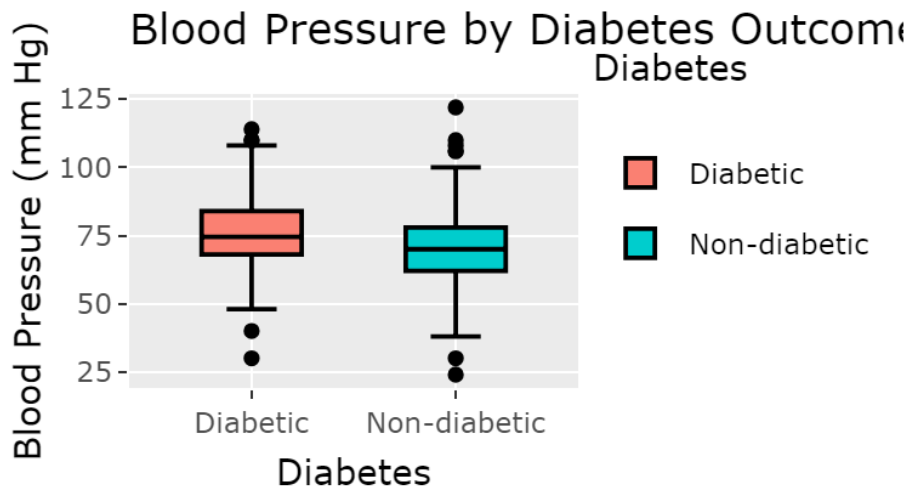 Blood Pressure by Diabetes Outcome
Diabetes
Blood Pressure (mm Hg)
125
100
75
50
25
Diabetic
Non-diabetic
Diabetes
Diabetic
Non-diabetic